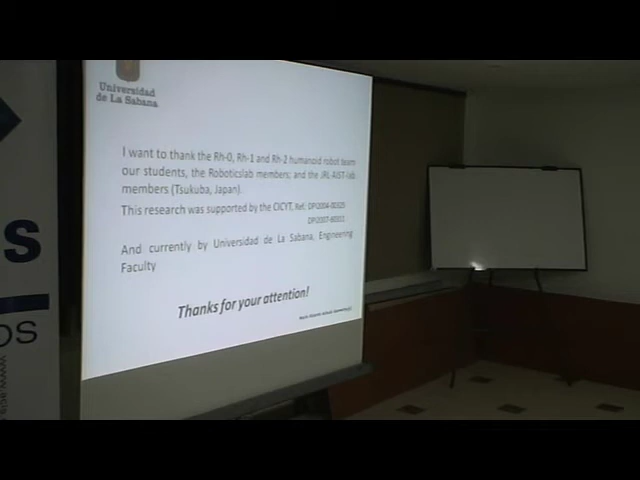 Universidad
de La Sabana
I want to thank the Rh-0, Rh-1 and Rh-2 humanoid robot team
our students, the Roboticslab members; and the JRL-AIST-lab
members (Tsukuba, Japan).
This research was supported by the CICYT, Ref:
And currently by Universidad de La Sabana, Engineering
Faculty
Thanks for your attention!